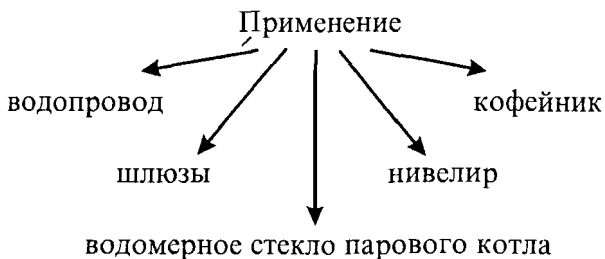 Применение
водопровод
кофейник
шлюзы
нивелир
водомерное стекло парового котла